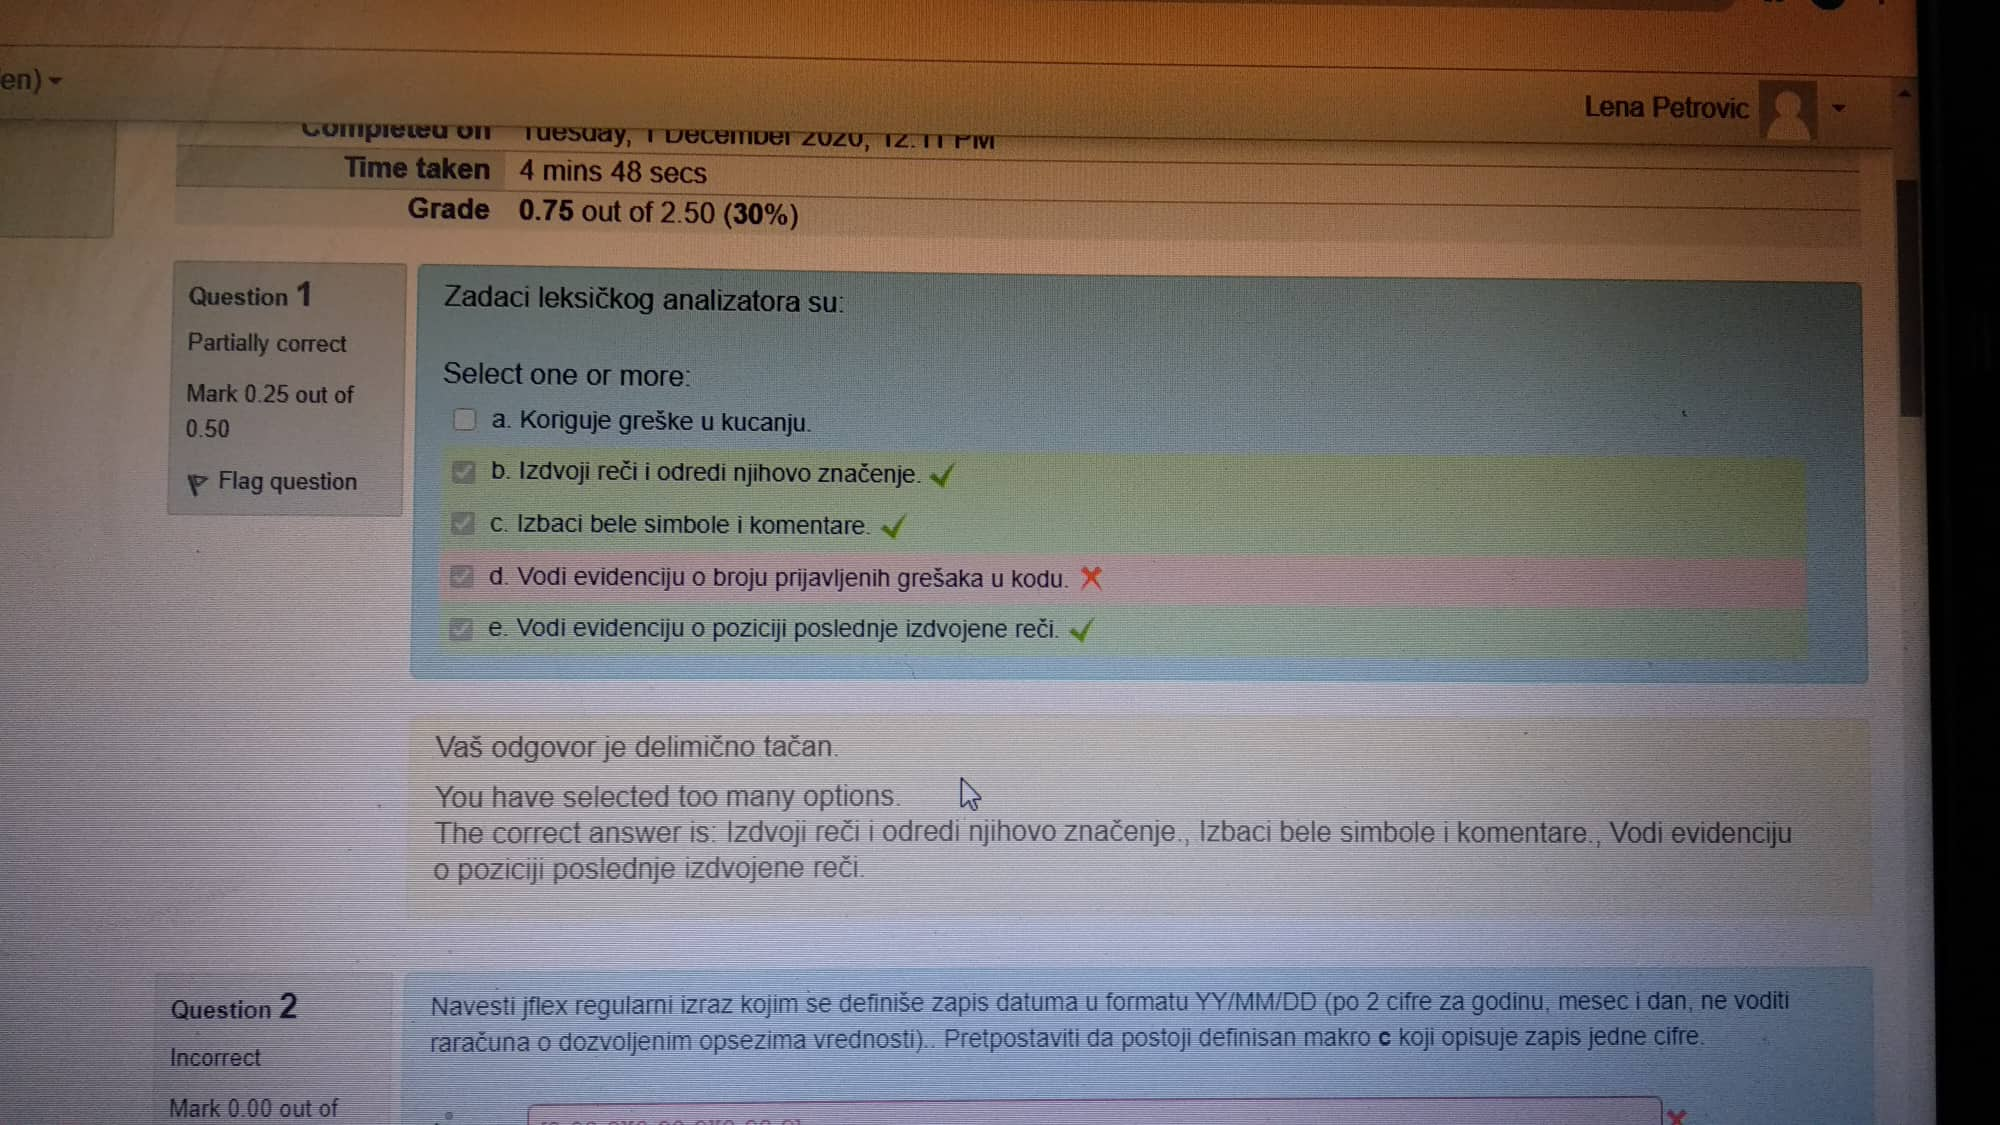 en)
Lena Petrovic
Completed on Tuesday, 1 December 2020, 12:11 PM
Time taken 4 mins 48 secs
Grade 0.75 out of 2.50 (30%)
Question 1
Partially correct
Mark 0.25 out of
0.50
Flag question
Zadaci leksičkog analizatora su:
Select one or more:
a. Koriguje greške u kucanju.
b. Izdvoji reči i odredi njihovo značenje.
c. Izbaci bele simbole i komentare.
d. Vodi evidenciju o broju prijavljenih grešaka u kodu.
e. Vodi evidenciju o poziciji poslednje izdvojene reči.
Vaš odgovor je delimično tačan.
You have selected too many options.
The correct answer is: Izdvoji reči i odredi njihovo značenje., Izbaci bele simbole i komentare., Vodi evidenciju
o poziciji poslednje izdvojene reči.
Question 2
Incorrect
Mark 0.00 out of
Navesti jflex regularni izraz kojim se definiše zapis datuma u formatu YY/MM/DD (po 2 cifre za godinu, mesec i dan, ne voditi
raračuna o dozvoljenim opsezima vrednosti).. Pretpostaviti da postoji definisan makro c koji opisuje zapis jedne cifre.